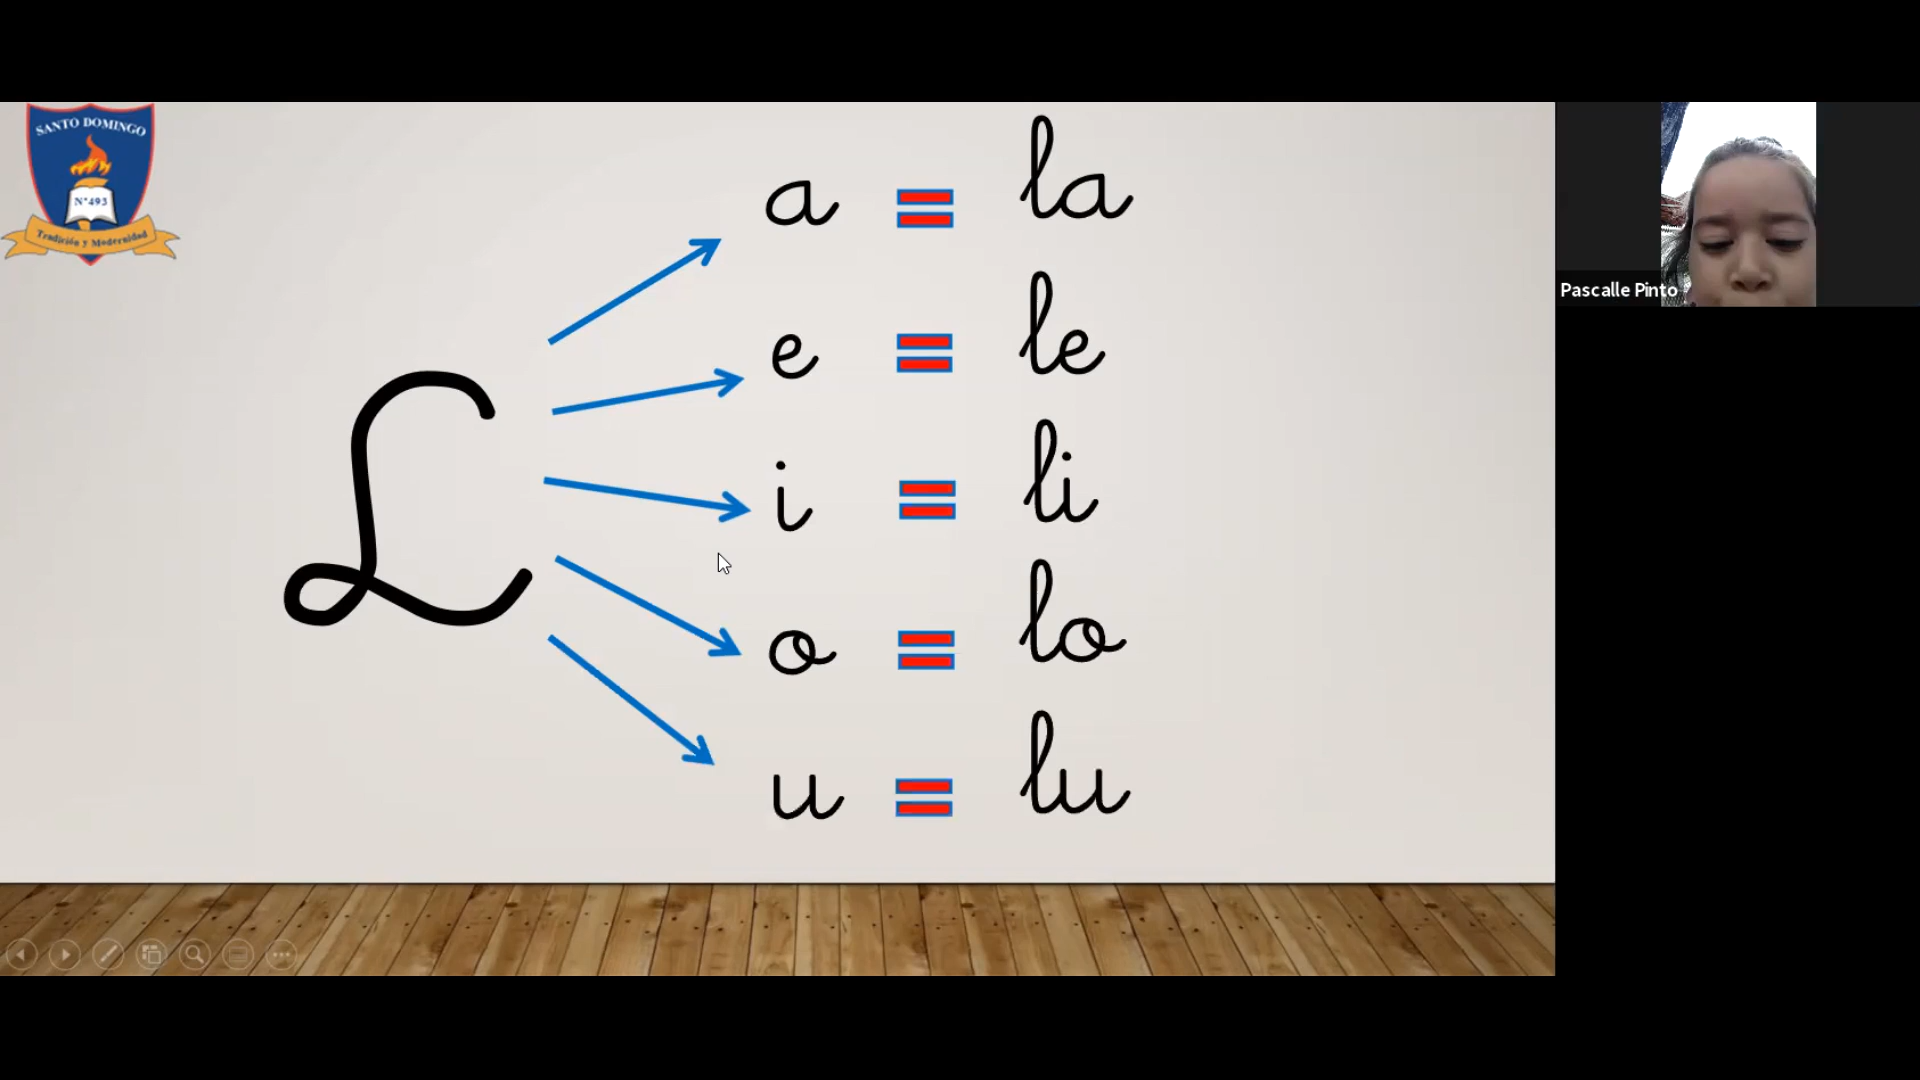 SANTO DOMINGO
N°493
Tradición y Modernidad
L
a = la
e = le
i = li
o = lo
u = lu
Pascalle Pinto